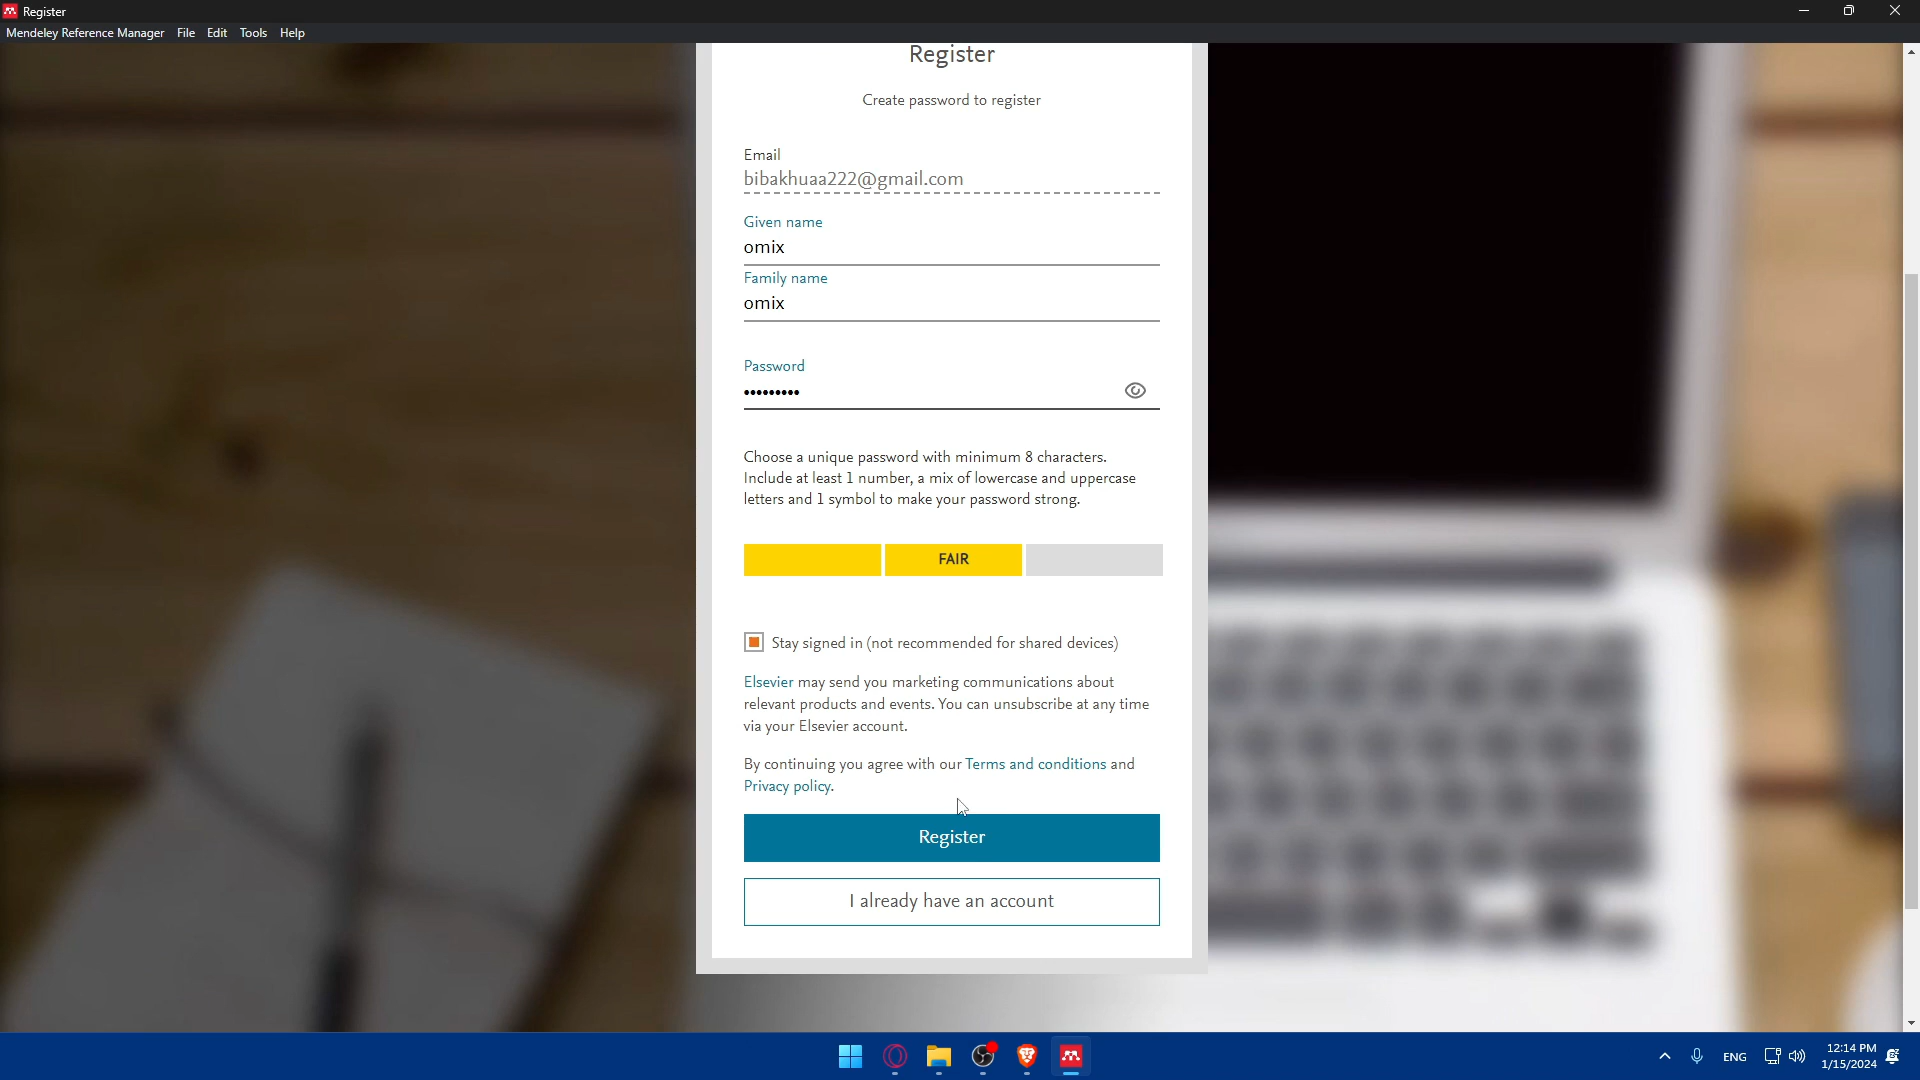 Register
Mendeley Reference Manager File Edit Tools Help
Register
Create password to register
Email
bibakhuaa222@gmail.com
Given name
omix
Family name
omix
Password
•••••••••
Choose a unique password with minimum 8 characters.
Include at least 1 number, a mix of lowercase and uppercase
letters and 1 symbol to make your password strong.
FAIR
Stay signed in (not recommended for shared devices)
Elsevier may send you marketing communications about
relevant products and events. You can unsubscribe at any time
via your Elsevier account.
By continuing you agree with our Terms and conditions and
Privacy policy.
Register
I already have an account
ENG
12:14 PM
1/15/2024